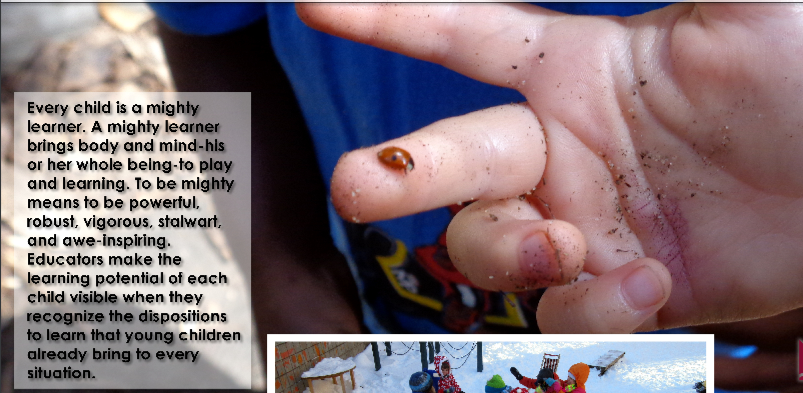 Every child is a mighty
learner. A mighty learner
brings body and mind-his
or her whole being-to play
and learning. To be mighty
means to be powerful,
robust, vigorous, stalwart,
and awe-inspiring.
Educators make the
learning potential of each
child visible when they
recognize the dispositions
to learn that young children
already bring to every
situation.